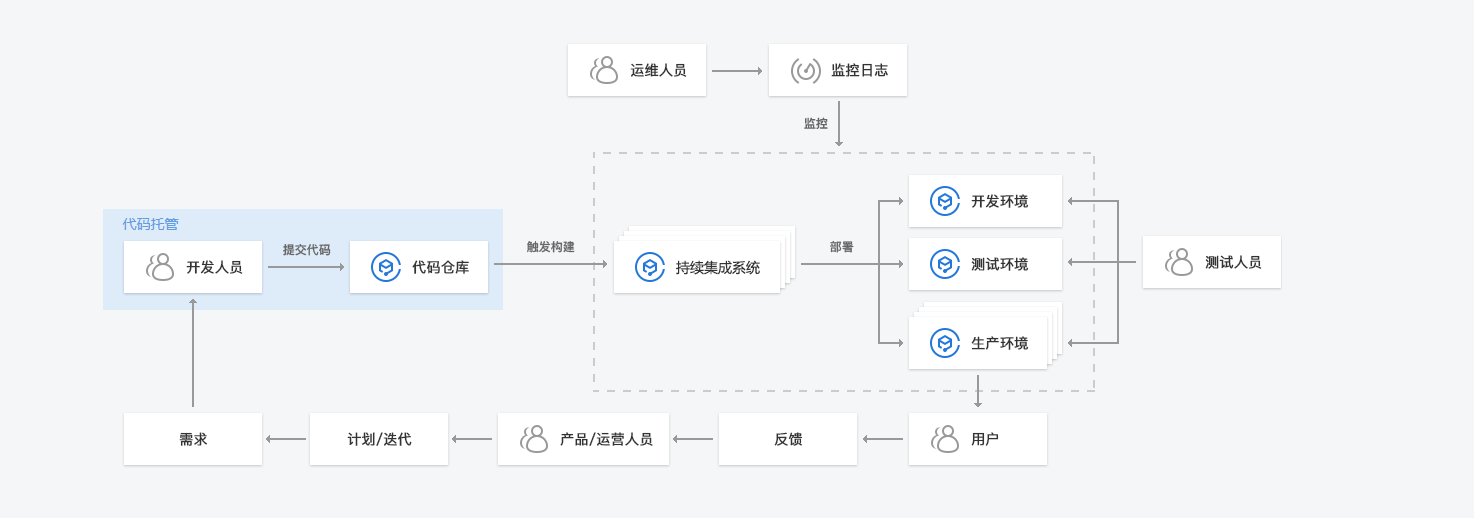 运维人员
监控日志
监控
代码托管
开发人员
提交代码
代码仓库
触发构建
持续集成系统
部署
开发环境
测试环境
生产环境
测试人员
需求
计划/迭代
产品/运营人员
反馈
用户